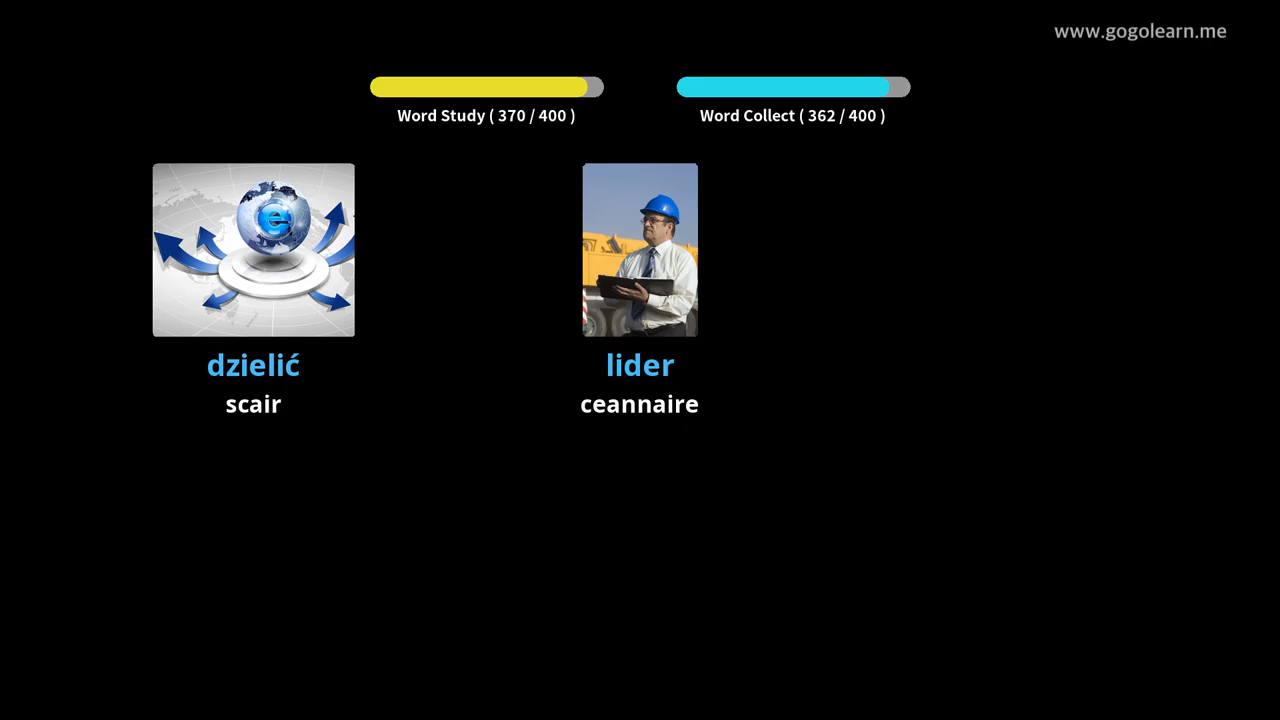 www.gogolearn.me
Word Study ( 370 / 400 )
Word Collect ( 362 / 400 )
e
dzielić
lider
scair
ceannaire